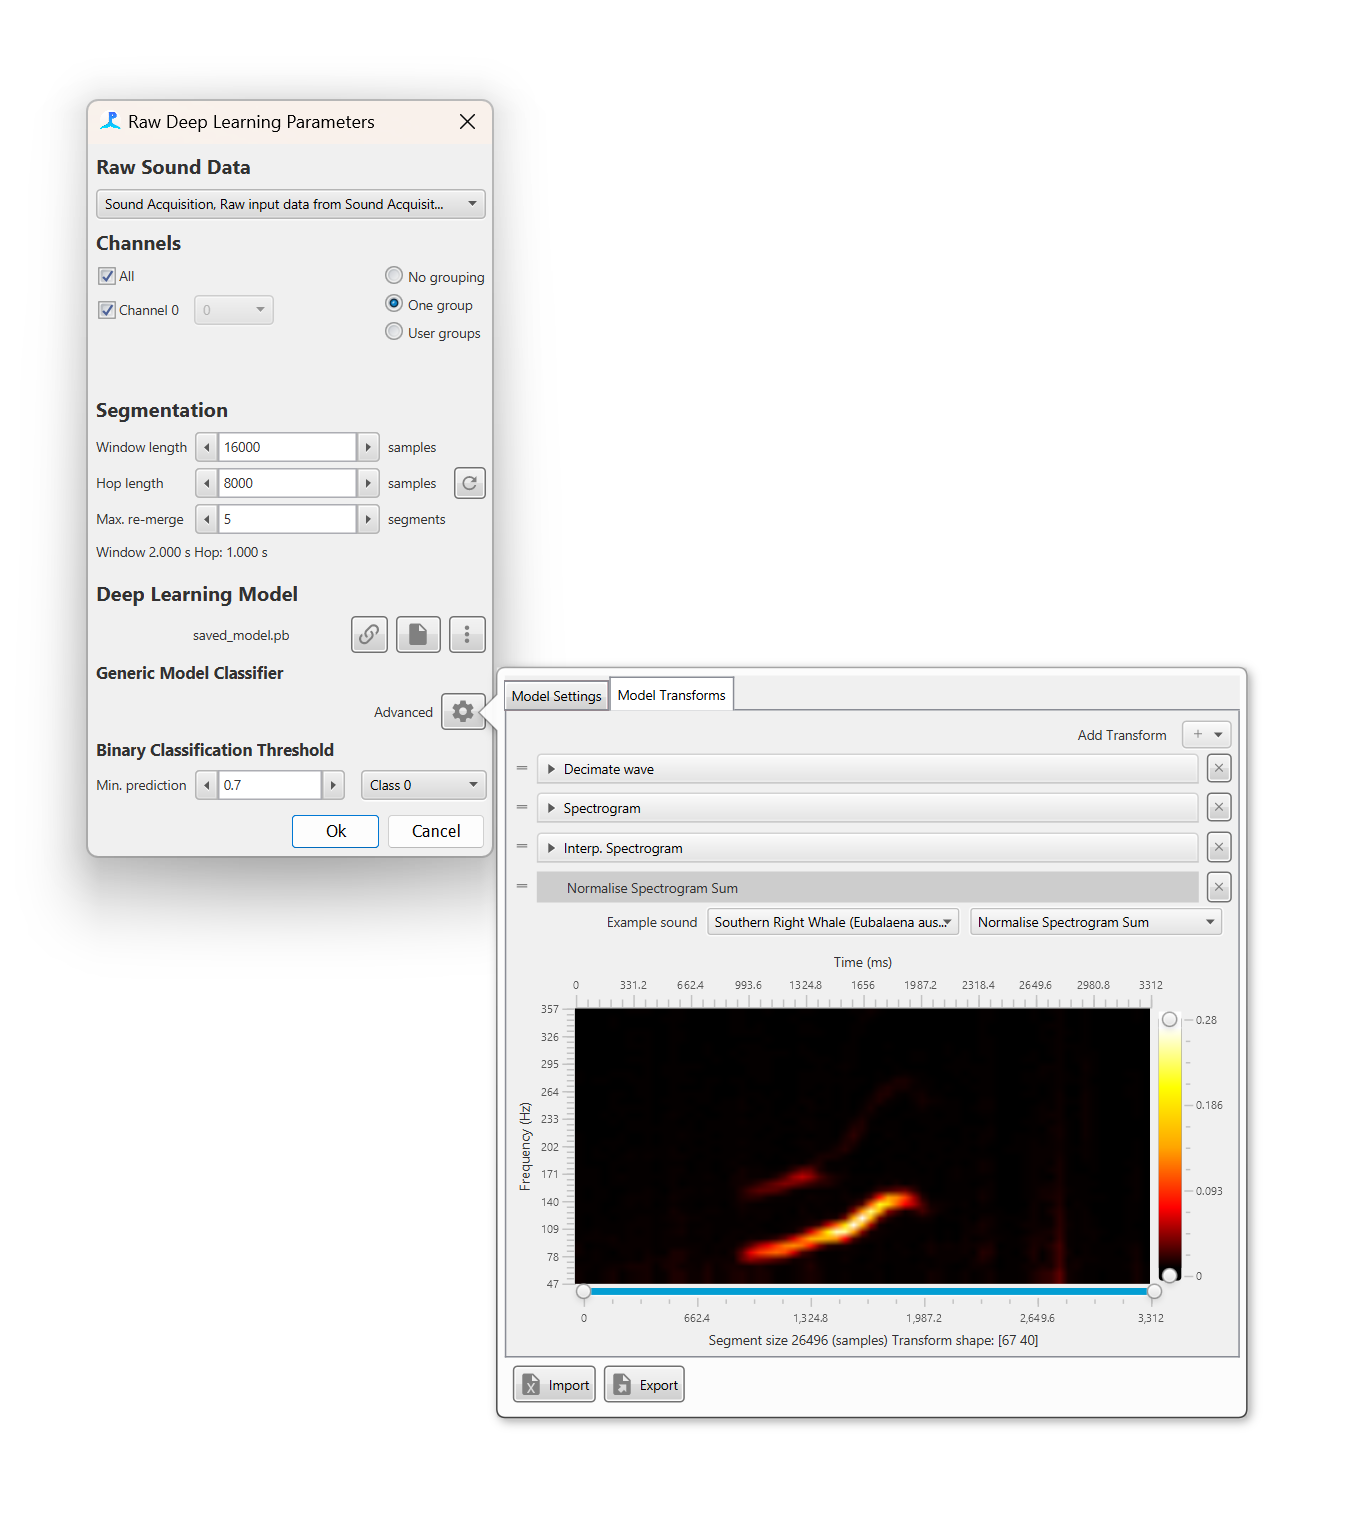 Raw Deep Learning Parameters
Raw Sound Data
Sound Acquisition, Raw input data from Sound Acquisit...
Channels
All
No grouping
Channel 0 0
One group
User groups
Segmentation
Window length 16000 samples
Hop length 8000 samples
Max. re-merge 5 segments
Window 2.000 s Hop: 1.000 s
Deep Learning Model
saved_model.pb
Generic Model Classifier
Advanced
Binary Classification Threshold
Min. prediction 0.7 Class 0
Ok Cancel
Model Settings Model Transforms
Add Transform +
Decimate wave
Spectrogram
Interp. Spectrogram
Normalise Spectrogram Sum
Example sound Southern Right Whale (Eubalaena aus... Normalise Spectrogram Sum
Time (ms)
0 331.2 662.4 993.6 1324.8 1656 1987.2 2318.4 2649.6 2980.8 3312
Frequency (Hz)
357
326
295
264
233
202
171
140
109
78
47
0.28
0.186
0.093
0
0 662.4 1,324.8 1,987.2 2,649.6 3,312
Segment size 26496 (samples) Transform shape: [67 40]
Import Export